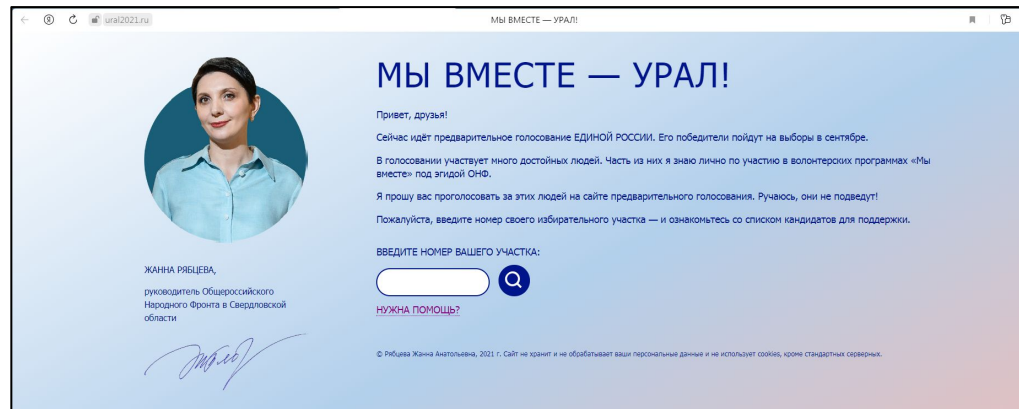 ural2021.ru
МЫ ВМЕСТЕ — УРАЛ!
МЫ ВМЕСТЕ — УРАЛ!
Привет, друзья!
Сейчас идёт предварительное голосование ЕДИНОЙ РОССИИ. Его победители пойдут на выборы в сентябре.
В голосовании участвует много достойных людей. Часть из них я знаю лично по участию в волонтерских программах «Мы
вместе» под эгидой ОНФ.
Я прошу вас проголосовать за этих людей на сайте предварительного голосования. Ручаюсь, они не подведут!
Пожалуйста, введите номер своего избирательного участка — и ознакомьтесь со списком кандидатов для поддержки.
ВВЕДИТЕ НОМЕР ВАШЕГО УЧАСТКА:
НУЖНА ПОМОЩЬ?
ЖАННА РЯБЦЕВА,
руководитель Общероссийского
Народного Фронта в Свердловской
области
© Рябцева Жанна Анатольевна, 2021 г. Сайт не хранит и не обрабатывает ваши персональные данные и не использует cookies, кроме стандартных серверных.